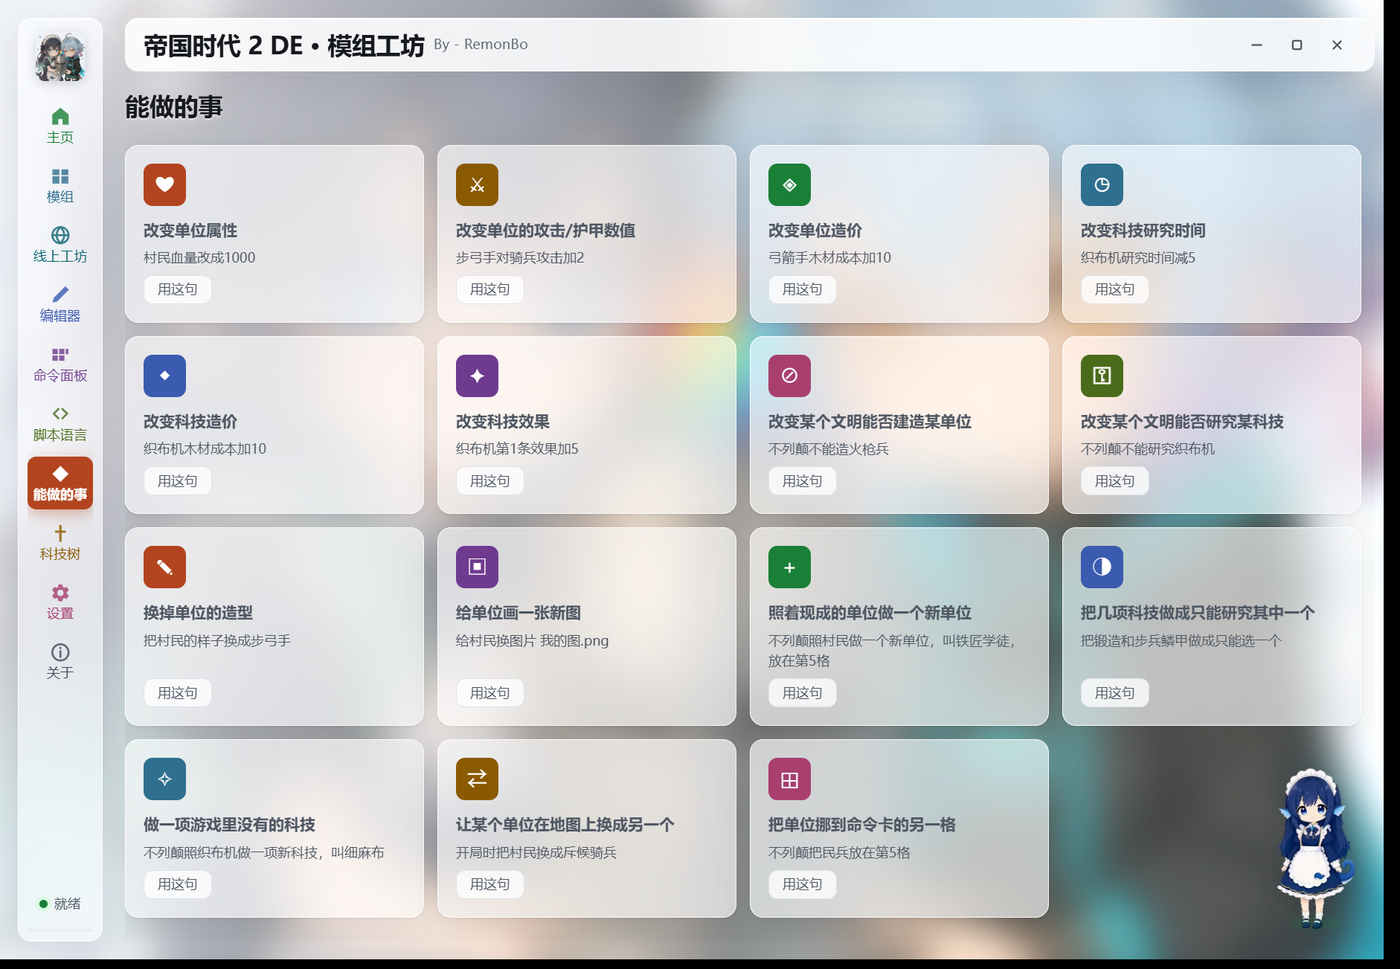 帝国时代 2 DE • 模组工坊 By - RemonBo
主页
模组
线上工坊
编辑器
命令面板
脚本语言
能做的事
科技树
设置
关于
就绪
能做的事
改变单位属性
村民血量改成1000
用这句
改变单位的攻击/护甲数值
步弓手对骑兵攻击加2
用这句
改变单位造价
弓箭手木材成本加10
用这句
改变科技研究时间
织布机研究时间减5
用这句
改变科技造价
织布机木材成本加10
用这句
改变科技效果
织布机第1条效果加5
用这句
改变某个文明能否建造某单位
不列颠不能造火枪兵
用这句
改变某个文明能否研究某科技
不列颠不能研究织布机
用这句
换掉单位的造型
把村民的样子换成步弓手
用这句
给单位画一张新图
给村民换图片 我的图.png
用这句
照着现成的单位做一个新单位
不列颠照村民做一个新单位，叫铁匠学徒，
放在第5格
用这句
把几项科技做成只能研究其中一个
把锻造和步兵鳞甲做成只能选一个
用这句
做一项游戏里没有的科技
不列颠照织布机做一项新科技，叫细麻布
用这句
让某个单位在地图上换成另一个
开局时把村民换成斥候骑兵
用这句
把单位挪到命令卡的另一格
不列颠把民兵放在第5格
用这句